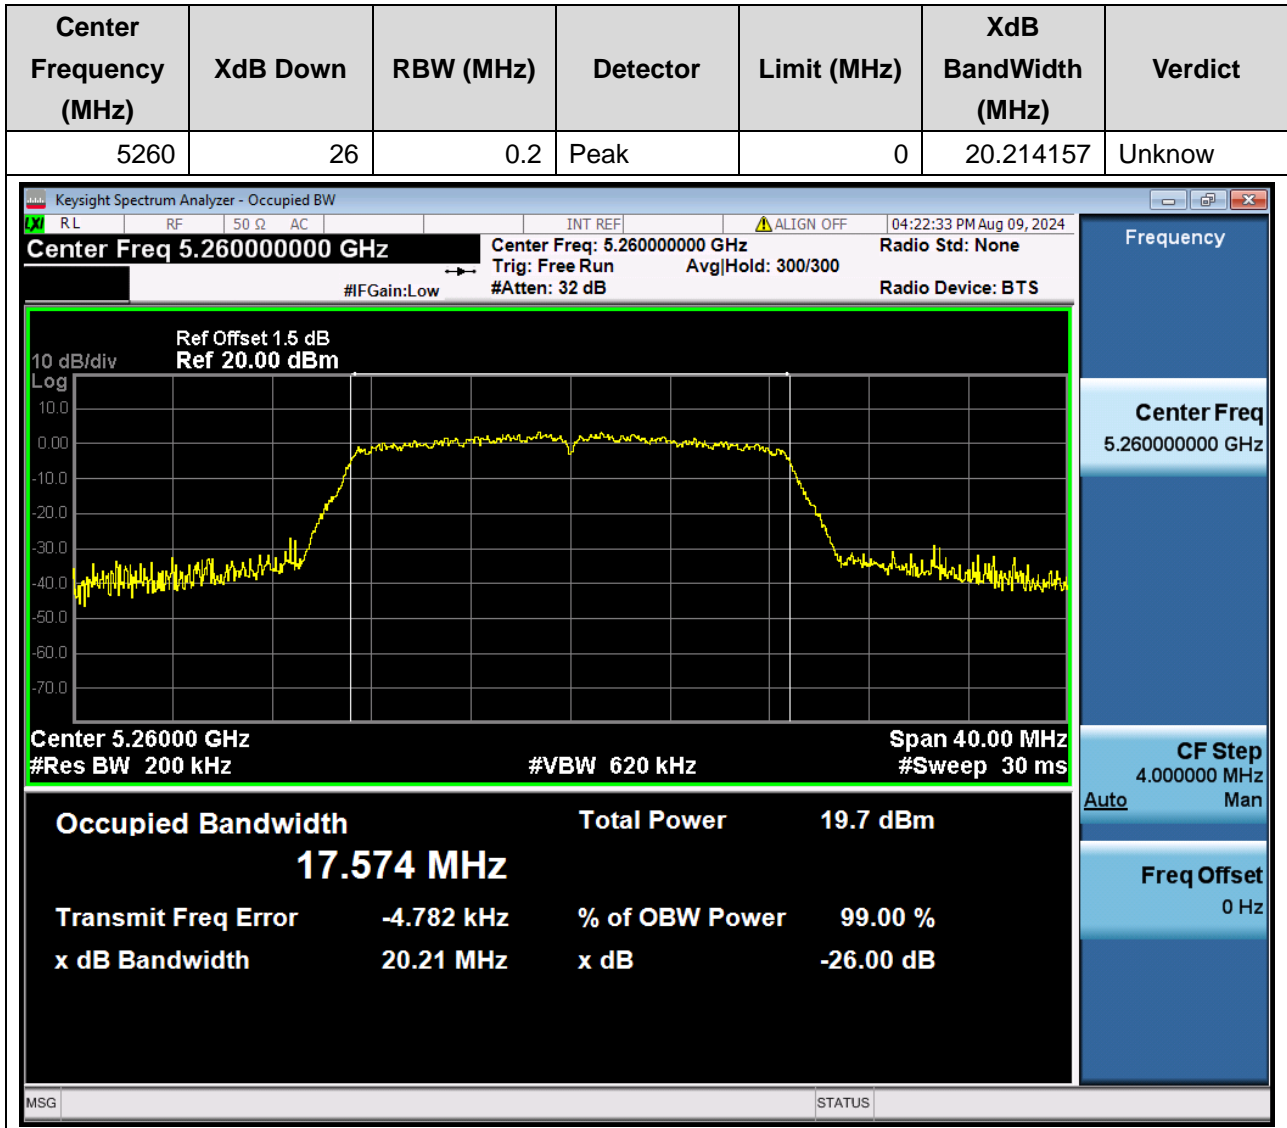 Center Frequency (MHz) XdB Down RBW (MHz) Detector Limit (MHz) XdB BandWidth (MHz) Verdict
5260 26 0.2 Peak 0 20.214157 Unknow
Keysight Spectrum Analyzer - Occupied BW
LXI RL RF 50 Ω AC INT REF ALIGN OFF 04:22:33 PM Aug 09, 2024
Center Freq 5.260000000 GHz
Center Freq: 5.260000000 GHz
Radio Std: None
Trig: Free Run Avg|Hold: 300/300
#IFGain:Low #Atten: 32 dB Radio Device: BTS
Ref Offset 1.5 dB
10 dB/div Ref 20.00 dBm
Log
10.0
0.00
-10.0
-20.0
-30.0
-40.0
-50.0
-60.0
-70.0
Center 5.26000 GHz Span 40.00 MHz
#Res BW 200 kHz #VBW 620 kHz #Sweep 30 ms
Occupied Bandwidth Total Power 19.7 dBm
17.574 MHz
Transmit Freq Error -4.782 kHz % of OBW Power 99.00 %
x dB Bandwidth 20.21 MHz x dB -26.00 dB
MSG STATUS
Frequency
Center Freq
5.260000000 GHz
CF Step
4.000000 MHz
Auto Man
Freq Offset
0 Hz